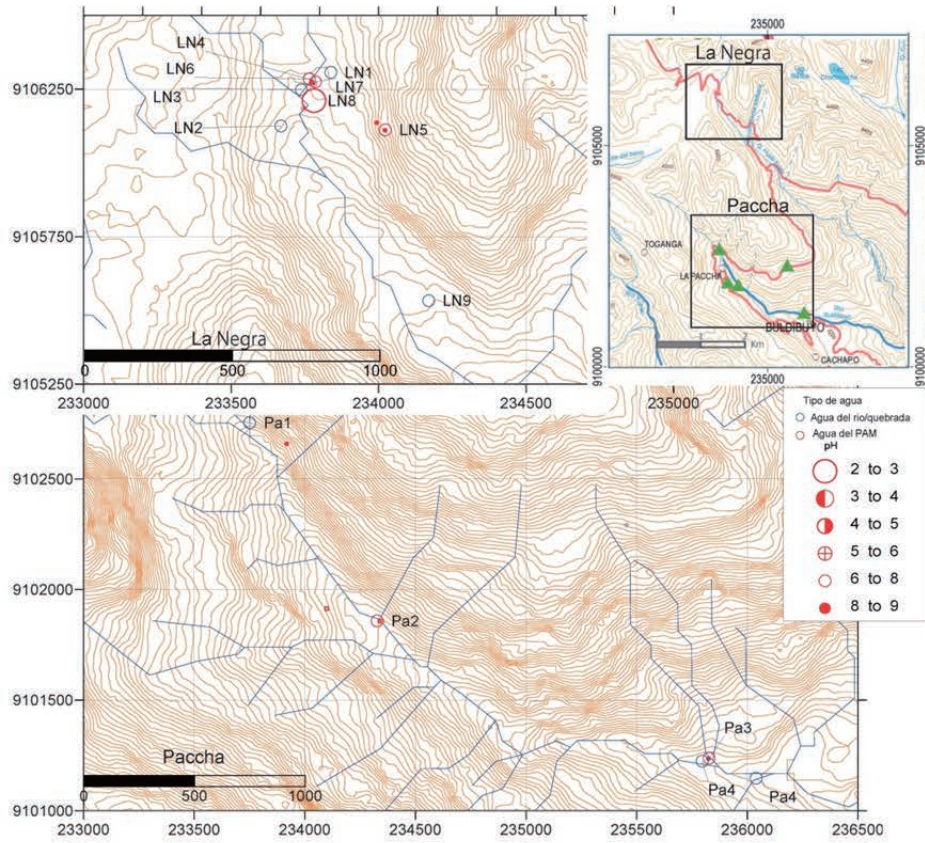 LN4
LN6
LN3
LN2
LN1
LN7
LN8
LN5
LN9
La Negra
0
500
1000
9106250
9105750
9105250
233000
233500
234000
234500
235000
235000
La Negra
9105000
Paccha
TOGANGA
LA PACCHA
BULDIBUYO
Km
CACHAPO
9100000
235000
Tipo de agua
Agua del rio/quebrada
Agua del PAM
pH
2 to 3
3 to 4
4 to 5
5 to 6
6 to 8
8 to 9
Pa1
Pa2
Pa3
Pa4
Pa4
Paccha
0
500
1000
9102500
9102000
9101500
9101000
233000
233500
234000
234500
235000
235500
236000
236500